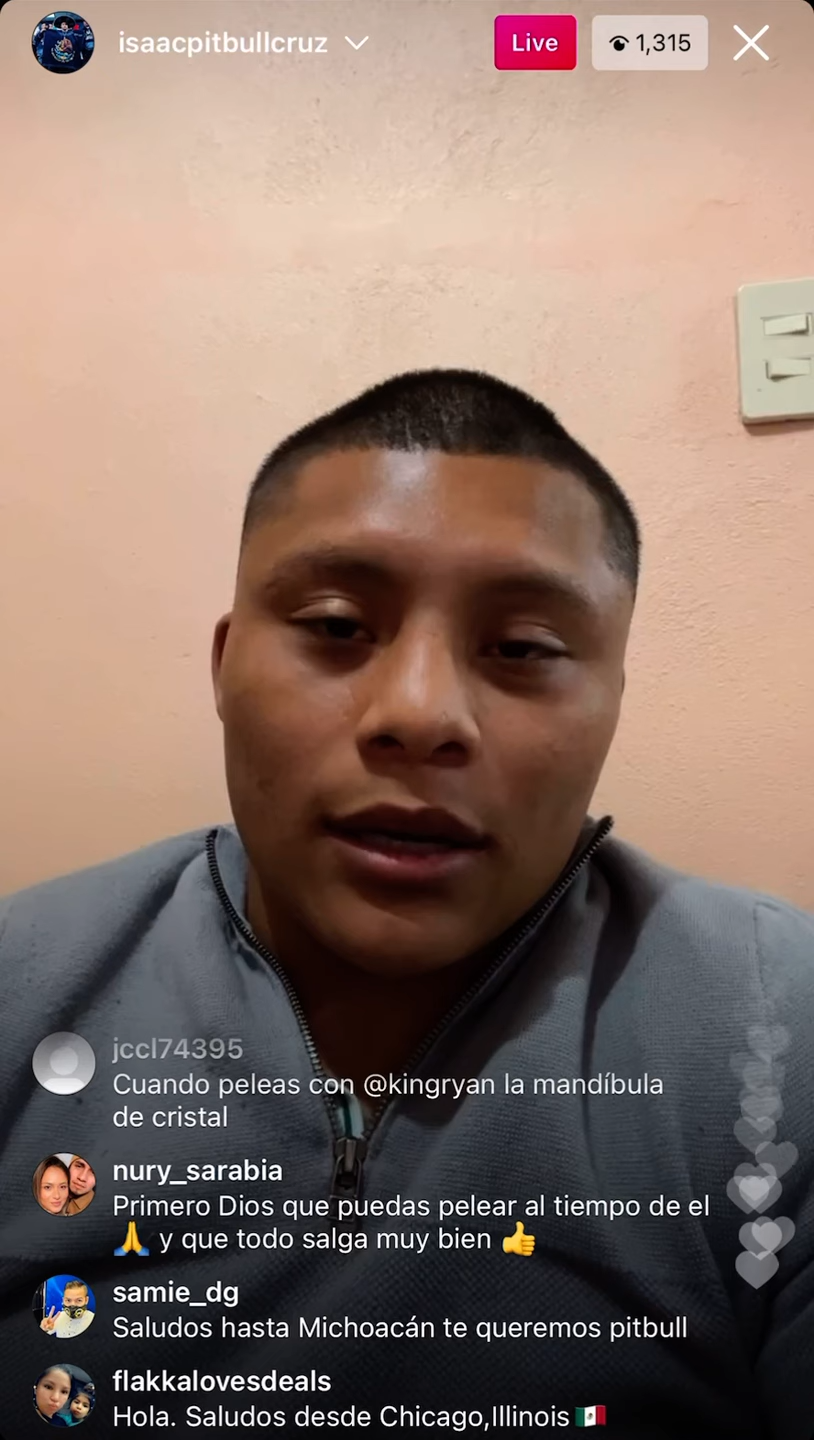 isaacpitbullcruz
Live
1,315
jccl74395
Cuando peleas con @kingryan la mandíbula
de cristal
nury_sarabia
Primero Dios que puedas pelear al tiempo de el
🙏 y que todo salga muy bien 👍
samie_dg
Saludos hasta Michoacán te queremos pitbull
flakkalovesdeals
Hola. Saludos desde Chicago,Illinois🇲🇽